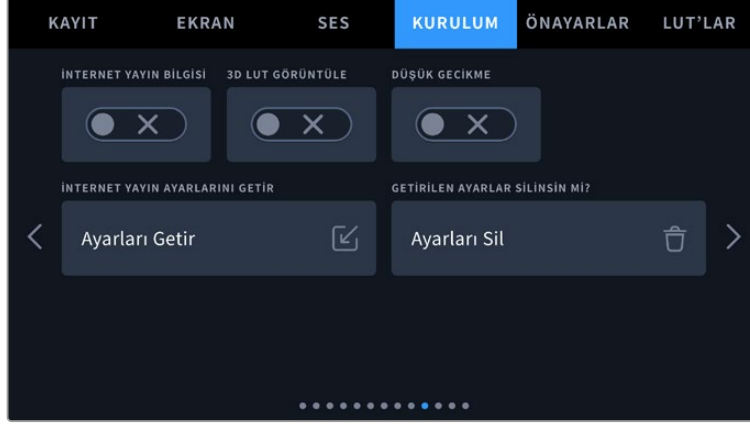 KAYIT EKRAN SES KURULUM ÖNAYARLAR LUT’LAR
İNTERNET YAYIN BİLGİSİ 3D LUT GÖRÜNTÜLE DÜŞÜK GECİKME
İNTERNET YAYIN AYARLARINI GETİR GETİRİLEN AYARLAR SİLİNSİN Mİ?
Ayarları Getir Ayarları Sil